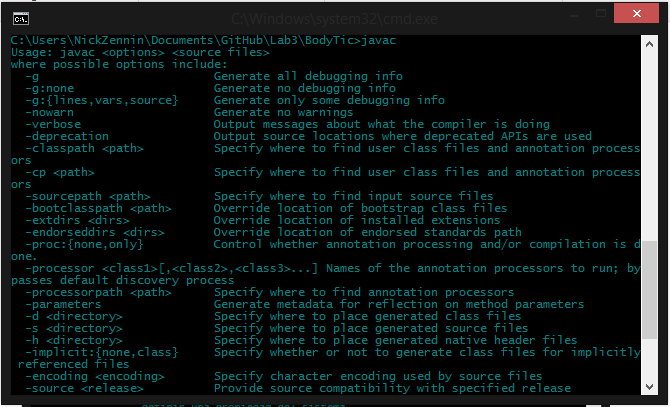 C:\Windows\system32\cmd.exe
C:\Users\NickZennin\Documents\GitHub\Lab3\BodyTic>javac
Usage: javac <options> <source files>
where possible options include:
  -g                         Generate all debugging info
  -g:none                    Generate no debugging info
  -g:{lines,vars,source}     Generate only some debugging info
  -nowarn                    Generate no warnings
  -verbose                   Output messages about what the compiler is doing
  -deprecation               Output source locations where deprecated APIs are used
  -classpath <path>          Specify where to find user class files and annotation process
ors
  -cp <path>                 Specify where to find user class files and annotation process
ors
  -sourcepath <path>         Specify where to find input source files
  -bootclasspath <path>      Override location of bootstrap class files
  -extdirs <dirs>            Override location of installed extensions
  -endorseddirs <dirs>       Override location of endorsed standards path
  -proc:{none,only}          Control whether annotation processing and/or compilation is d
one.
  -processor <class1>[,<class2>,<class3>...] Names of the annotation processors to run; by
passes default discovery process
  -processorpath <path>      Specify where to find annotation processors
  -parameters                Generate metadata for reflection on method parameters
  -d <directory>             Specify where to place generated class files
  -s <directory>             Specify where to place generated source files
  -h <directory>             Specify where to place generated native header files
  -implicit:{none,class}     Specify whether or not to generate class files for implicitly
 referenced files
  -encoding <encoding>       Specify character encoding used by source files
  -source <release>          Provide source compatibility with specified release